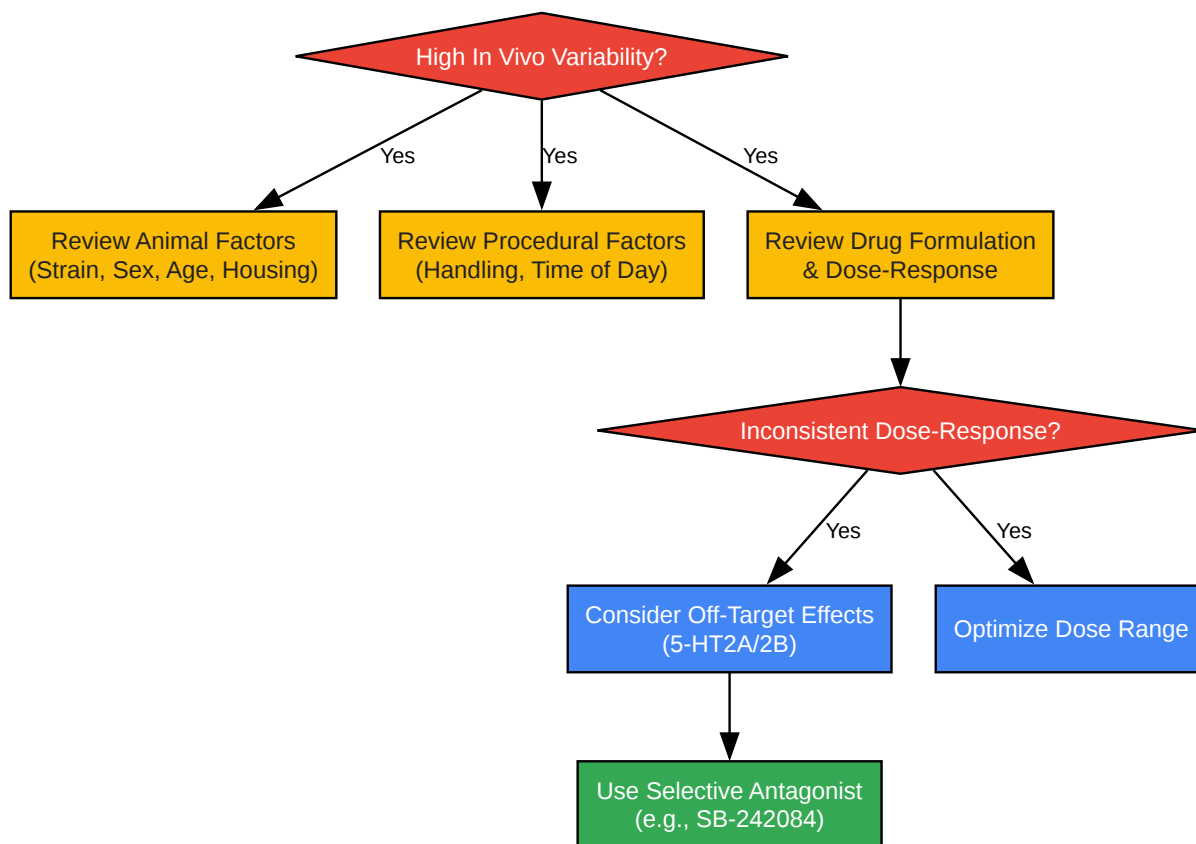 High In Vivo Variability?
Yes
Yes
Yes
Review Animal Factors
(Strain, Sex, Age, Housing)
Review Procedural Factors
(Handling, Time of Day)
Review Drug Formulation
& Dose-Response
Inconsistent Dose-Response?
Yes
Yes
Consider Off-Target Effects
(5-HT2A/2B)
Optimize Dose Range
Use Selective Antagonist
(e.g., SB-242084)